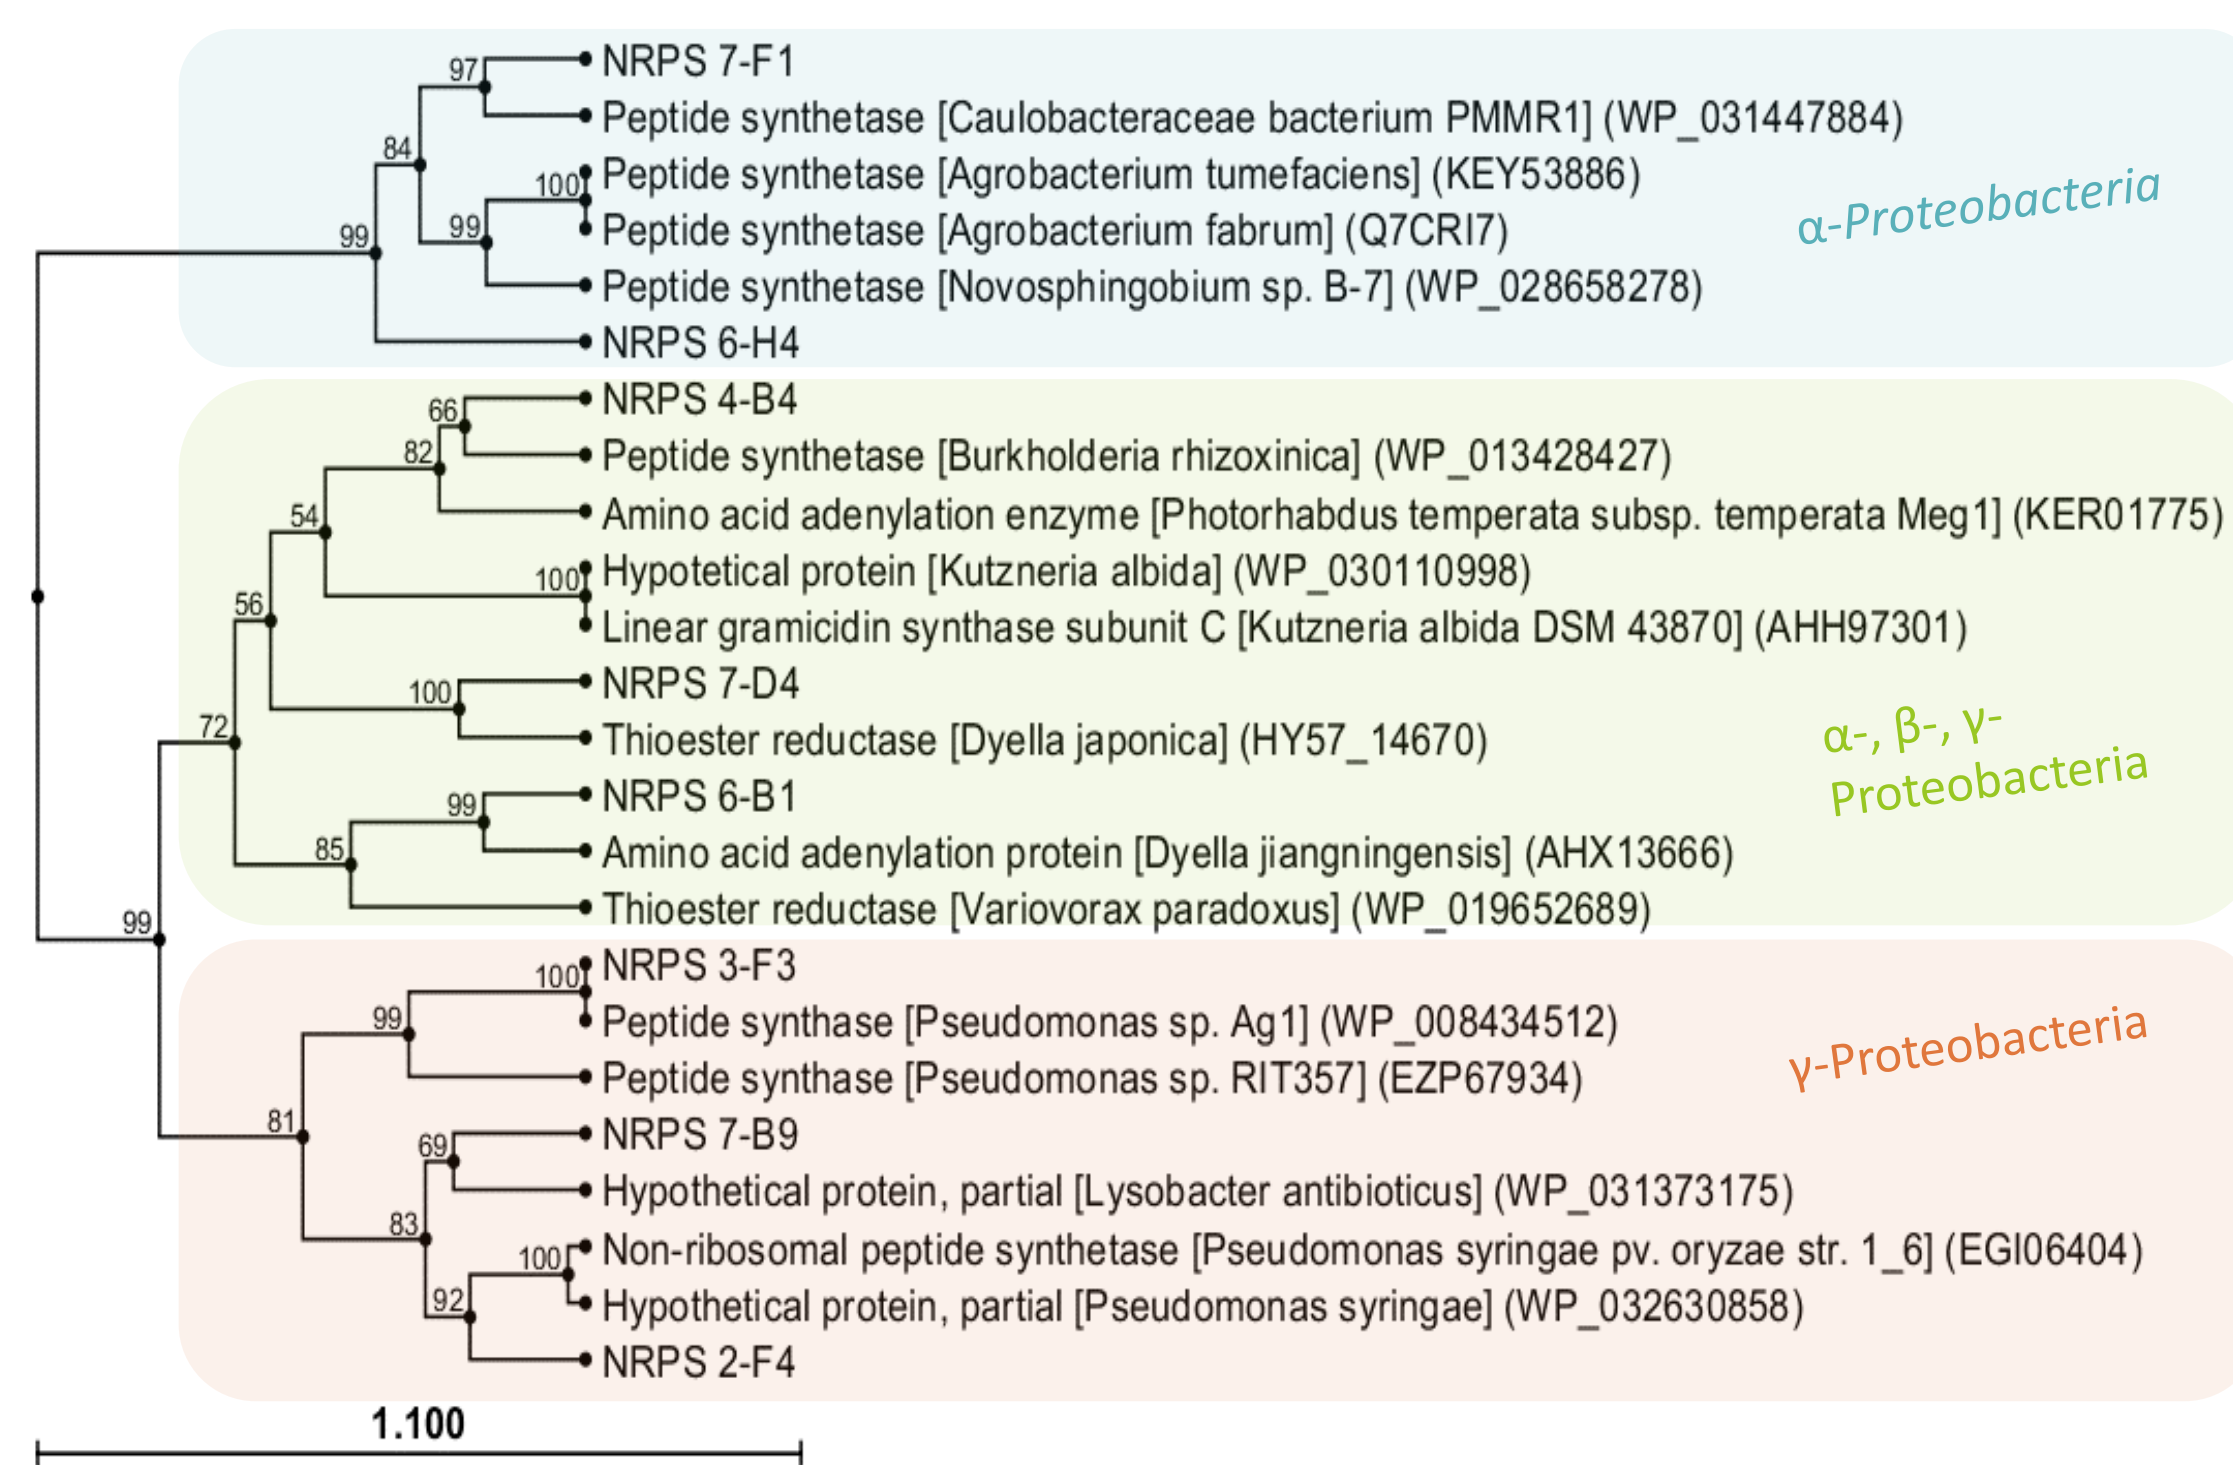 NRPS 7-F1
97
Peptide synthetase [Caulobacteraceae bacterium PMMR1] (WP_031447884)
84
Peptide synthetase [Agrobacterium tumefaciens] (KEY53886)
100
α-Proteobacteria
Peptide synthetase [Agrobacterium fabrum] (Q7CRI7)
99
99
Peptide synthetase [Novosphingobium sp. B-7] (WP_028658278)
NRPS 6-H4
NRPS 4-B4
66
82
Peptide synthetase [Burkholderia rhizoxinica] (WP_013428427)
Amino acid adenylation enzyme [Photorhabdus temperata subsp. temperata Meg1] (KER01775)
54
Hypotetical protein [Kutzneria albida] (WP_030110998)
100
56
Linear gramicidin synthase subunit C [Kutzneria albida DSM 43870] (AHH97301)
NRPS 7-D4
100
72
Thioester reductase [Dyella japonica] (HY57_14670)
α-, β-, γ-
Proteobacteria
NRPS 6-B1
99
85
Amino acid adenylation protein [Dyella jiangningensis] (AHX13666)
Thioester reductase [Variovorax paradoxus] (WP_019652689)
99
NRPS 3-F3
100
99
Peptide synthase [Pseudomonas sp. Ag1] (WP_008434512)
γ-Proteobacteria
Peptide synthase [Pseudomonas sp. RIT357] (EZP67934)
81
NRPS 7-B9
69
Hypothetical protein, partial [Lysobacter antibioticus] (WP_031373175)
83
Non-ribosomal peptide synthetase [Pseudomonas syringae pv. oryzae str. 1_6] (EGI06404)
100
92
Hypothetical protein, partial [Pseudomonas syringae] (WP_032630858)
NRPS 2-F4
1.100